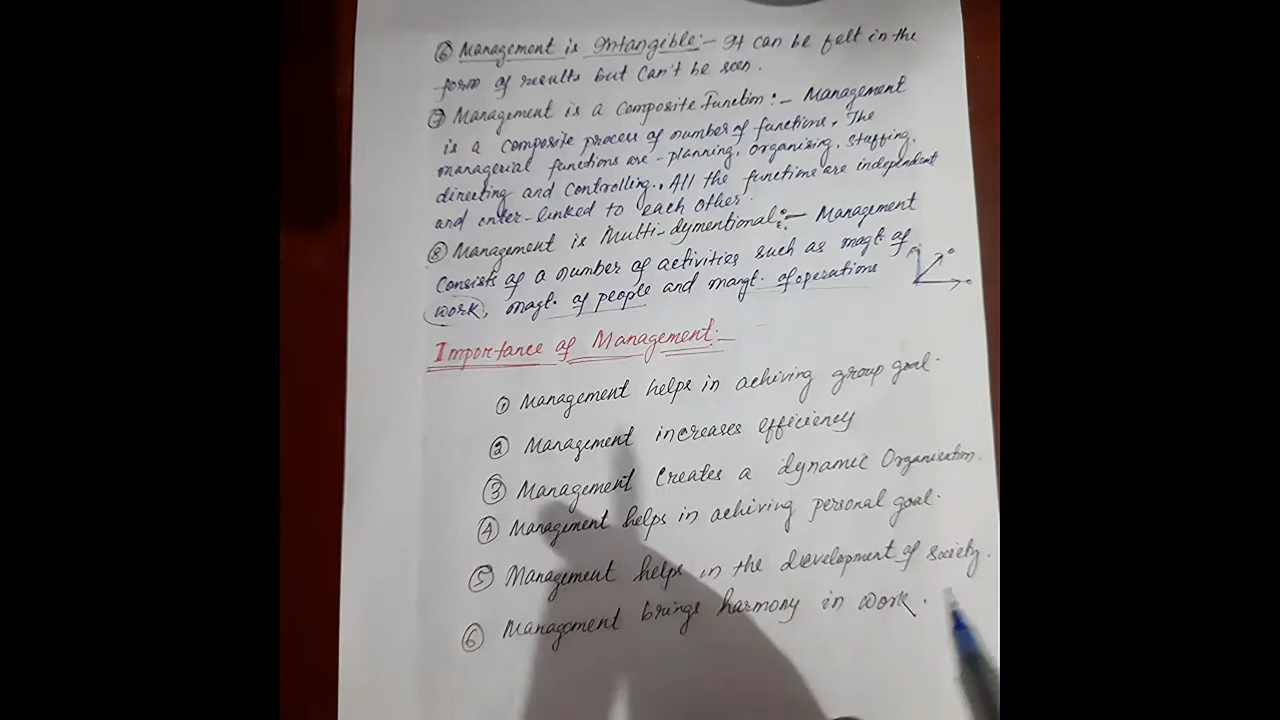 ⑥ Management is Intangible:- It can be felt in the
form of results but can't be seen.
⑦ Management is a Composite Function:- Management
is a composite process of number of functions. The
managerial functions are - planning, organising, staffing,
directing and controlling.. All the functions are independent
and inter-linked to each other.
⑧ Management is Multi-dymentional:- Management
Consists of a number of activities such as magt. of
work, magt. of people and mangt. of operations
Importance of Management:-
① Management helps in achiving group goal.
② Management increases efficiency
③ Management Creates a dynamic Organisation.
④ Management helps in achiving personal goal.
⑤ Management helps in the development of society.
⑥ Management brings harmony in work.